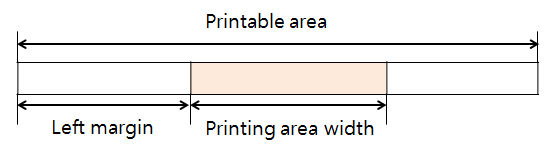 Printable area
Left margin
Printing area width